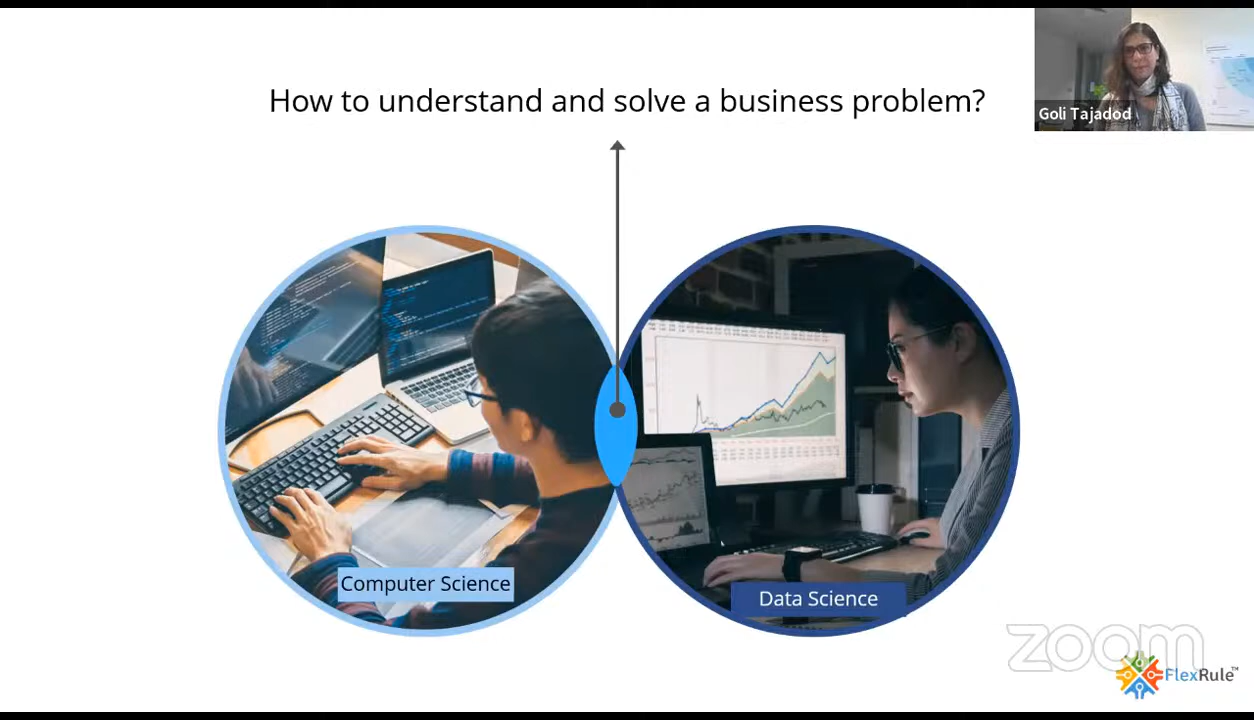 How to understand and solve a business problem?
Goli Tajadod
Computer Science
Data Science
zoom
FlexRule™